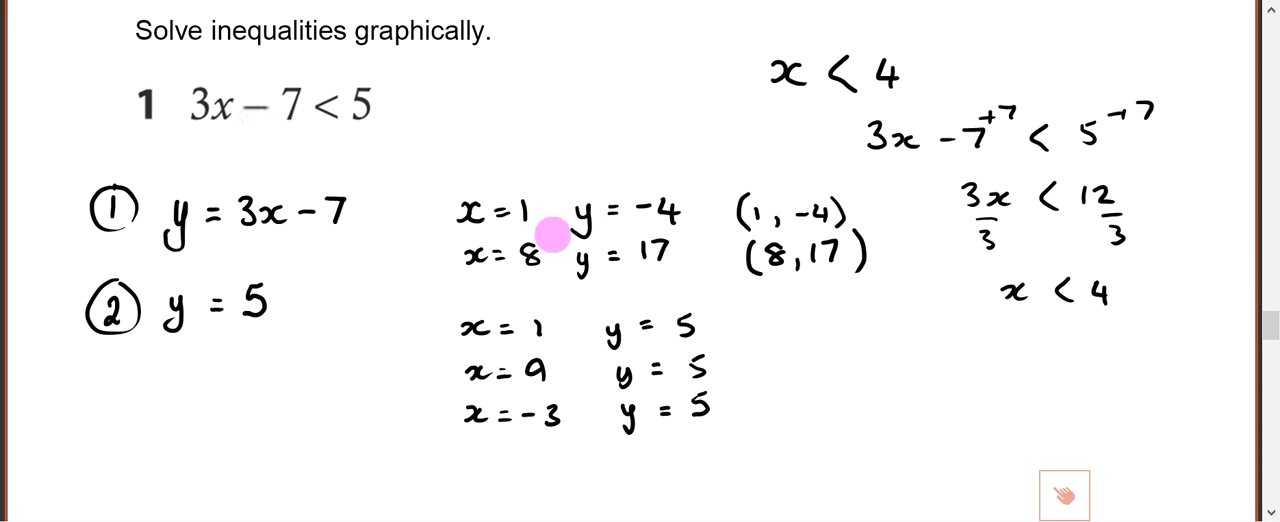 Solve inequalities graphically.
1 3x – 7 < 5
① y = 3x - 7
② y = 5
x = 1 y = -4 (1, -4)
x = 8 y = 17 (8, 17)
x = 1 y = 5
x = 9 y = 5
x = -3 y = 5
x < 4
3x - 7 +7 < 5 +7
3x/3 < 12/3
x < 4